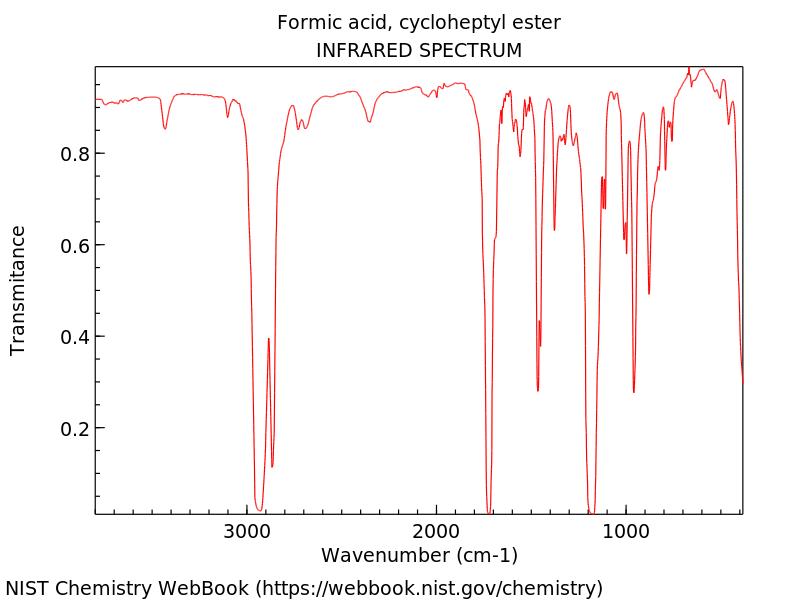 Formic acid, cycloheptyl ester
INFRARED SPECTRUM
0.8
0.6
0.4
0.2
Transmitance
3000 2000 1000
Wavenumber (cm-1)
NIST Chemistry WebBook (https://webbook.nist.gov/chemistry)